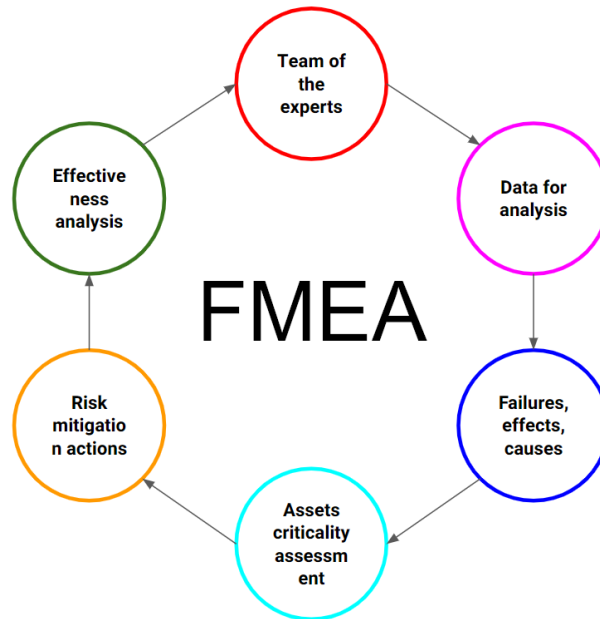 Team of
the
experts
Effective
ness
analysis
Data for
analysis
FMEA
Risk
mitigatio
n actions
Failures,
effects,
causes
Assets
criticality
assessm
ent